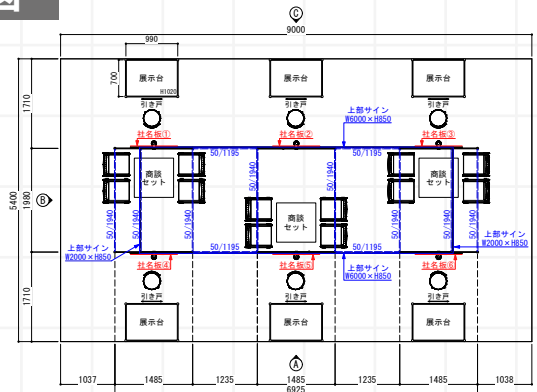 図
Ⓒ
9000
990
700
展示台
H1020
展示台
展示台
引き戸
引き戸
引き戸
1710
上部サイン
W6000×H850
社名板①
社名板②
社名板③
50/1195
50/1195
商談
セット
商談
セット
50/1940
50/1940
50/1940
50/1940
50/1940
50/1940
5400
1980
Ⓑ
商談
セット
上部サイン
W2000×H850
50/1195
50/1195
上部サイン
W2000×H850
社名板④
社名板⑤
社名板⑥
上部サイン
W6000×H850
引き戸
引き戸
引き戸
1710
展示台
展示台
展示台
Ⓐ
1037
1485
1235
1485
1235
1485
1038
6925